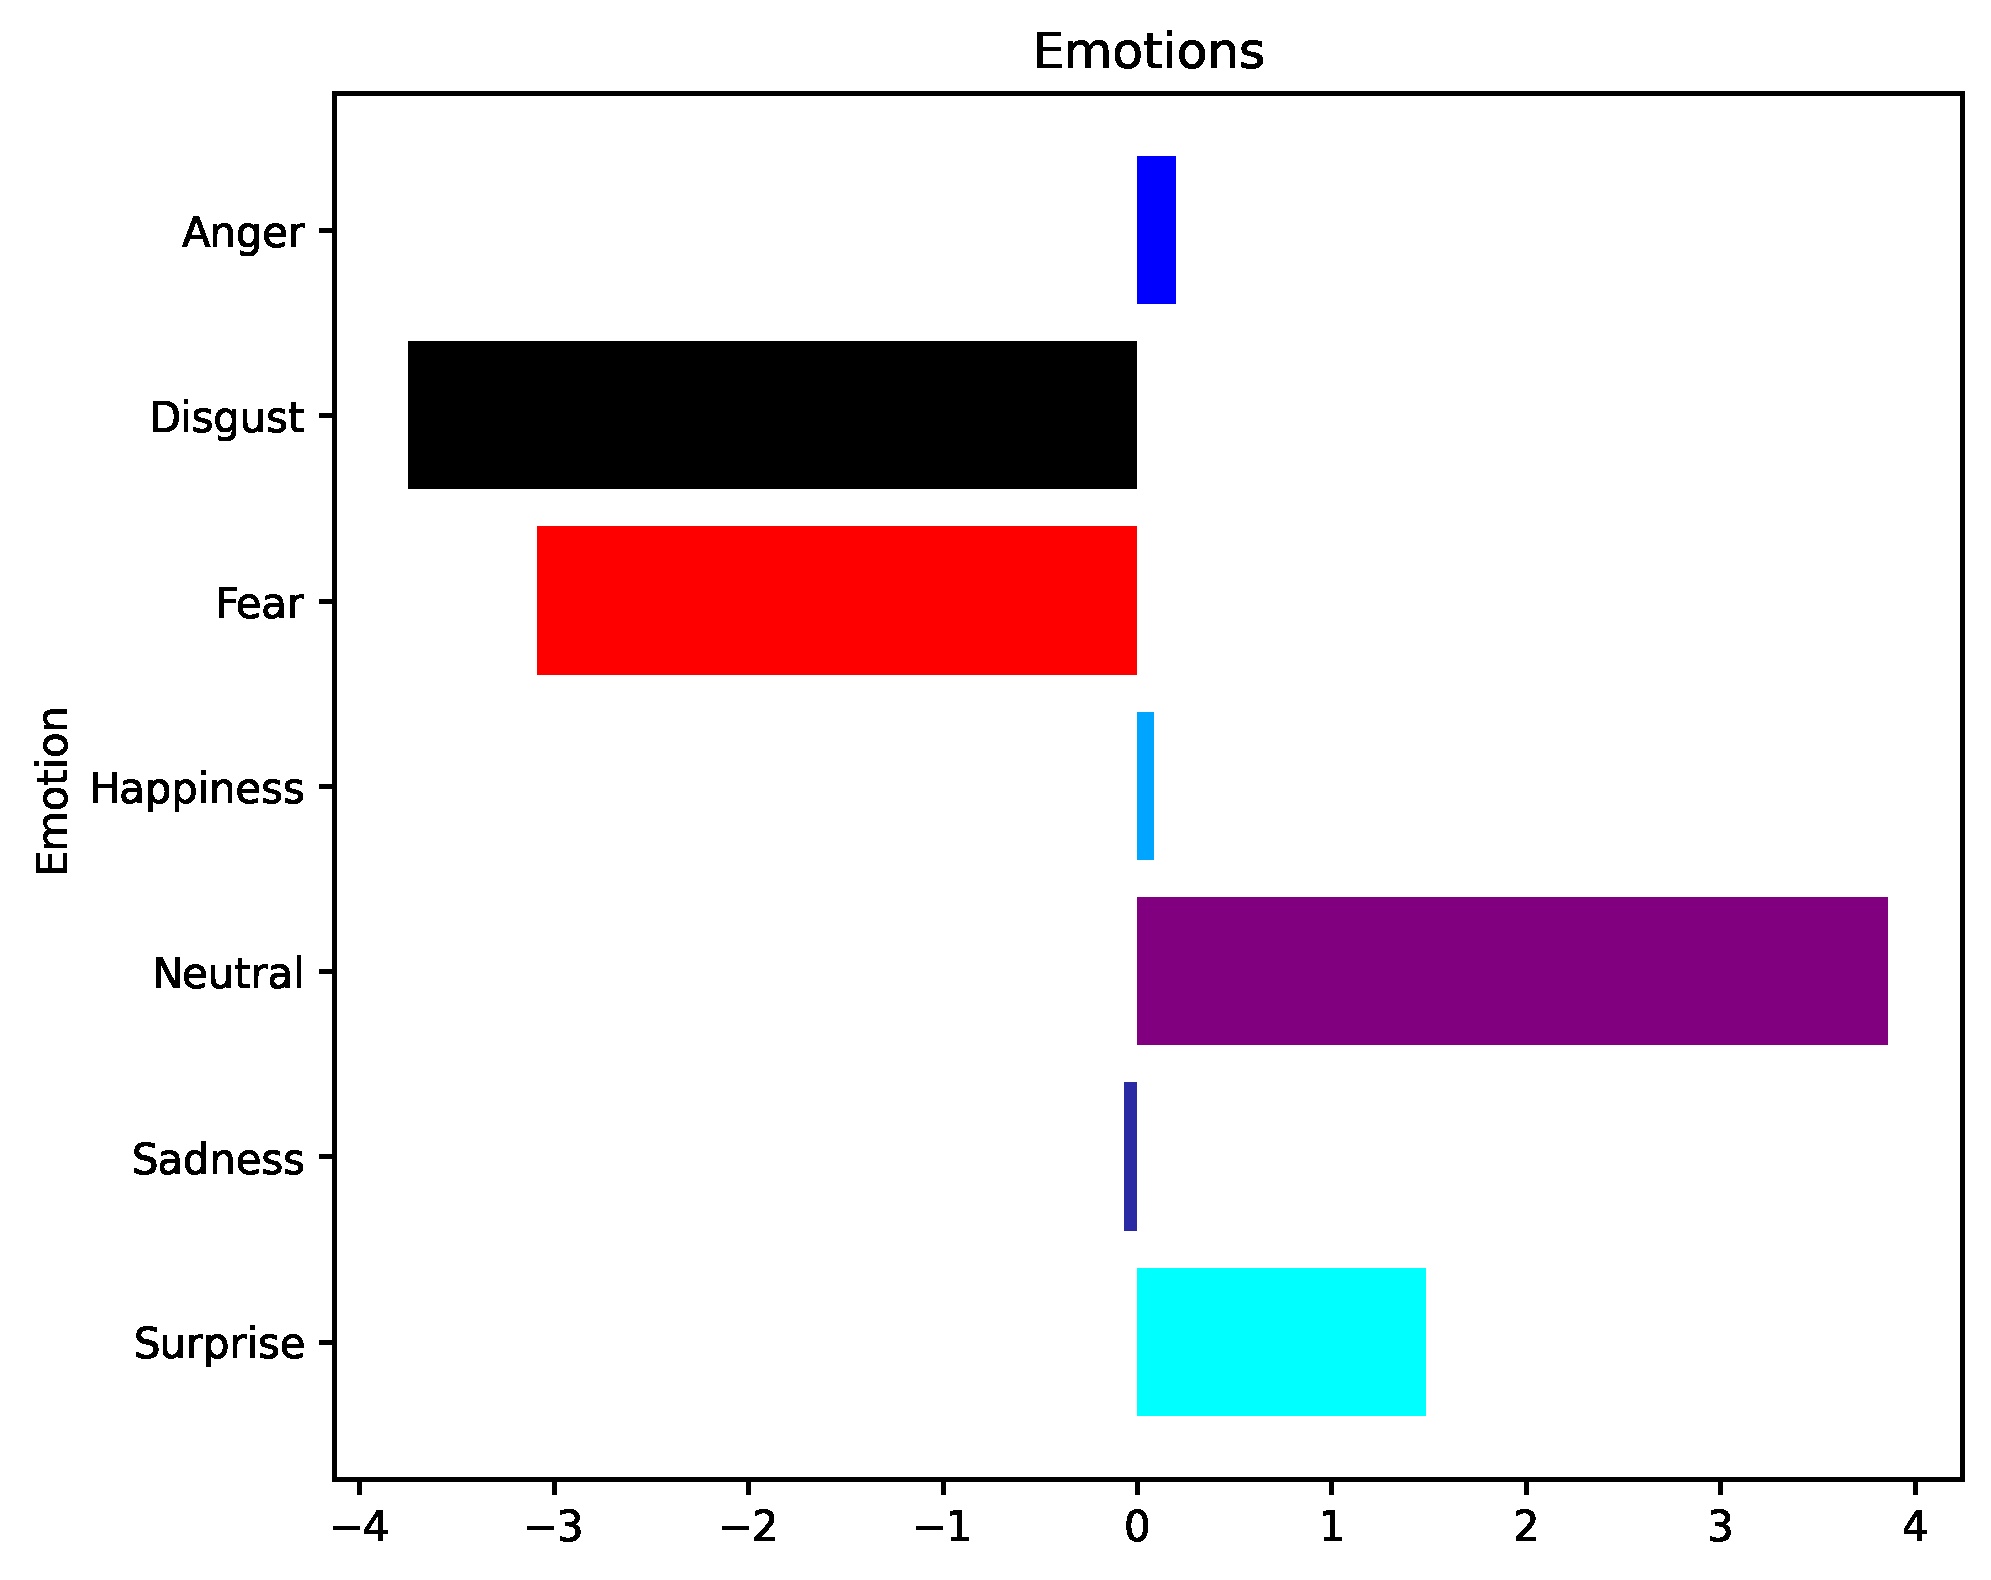 Emotions
Emotion
Anger
Disgust
Fear
Happiness
Neutral
Sadness
Surprise
−4 −3 −2 −1 0 1 2 3 4